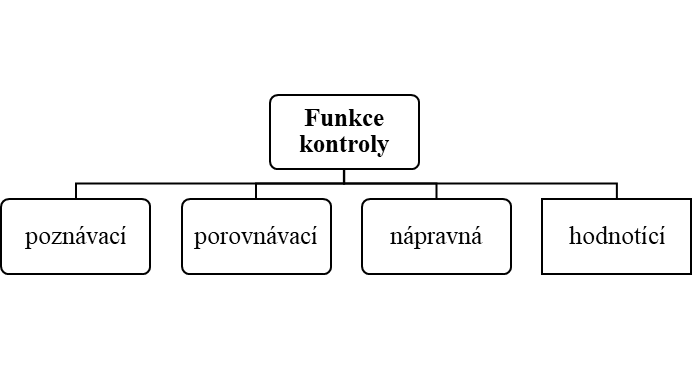 Funkce
kontroly
poznávací
porovnávací
nápravná
hodnotící